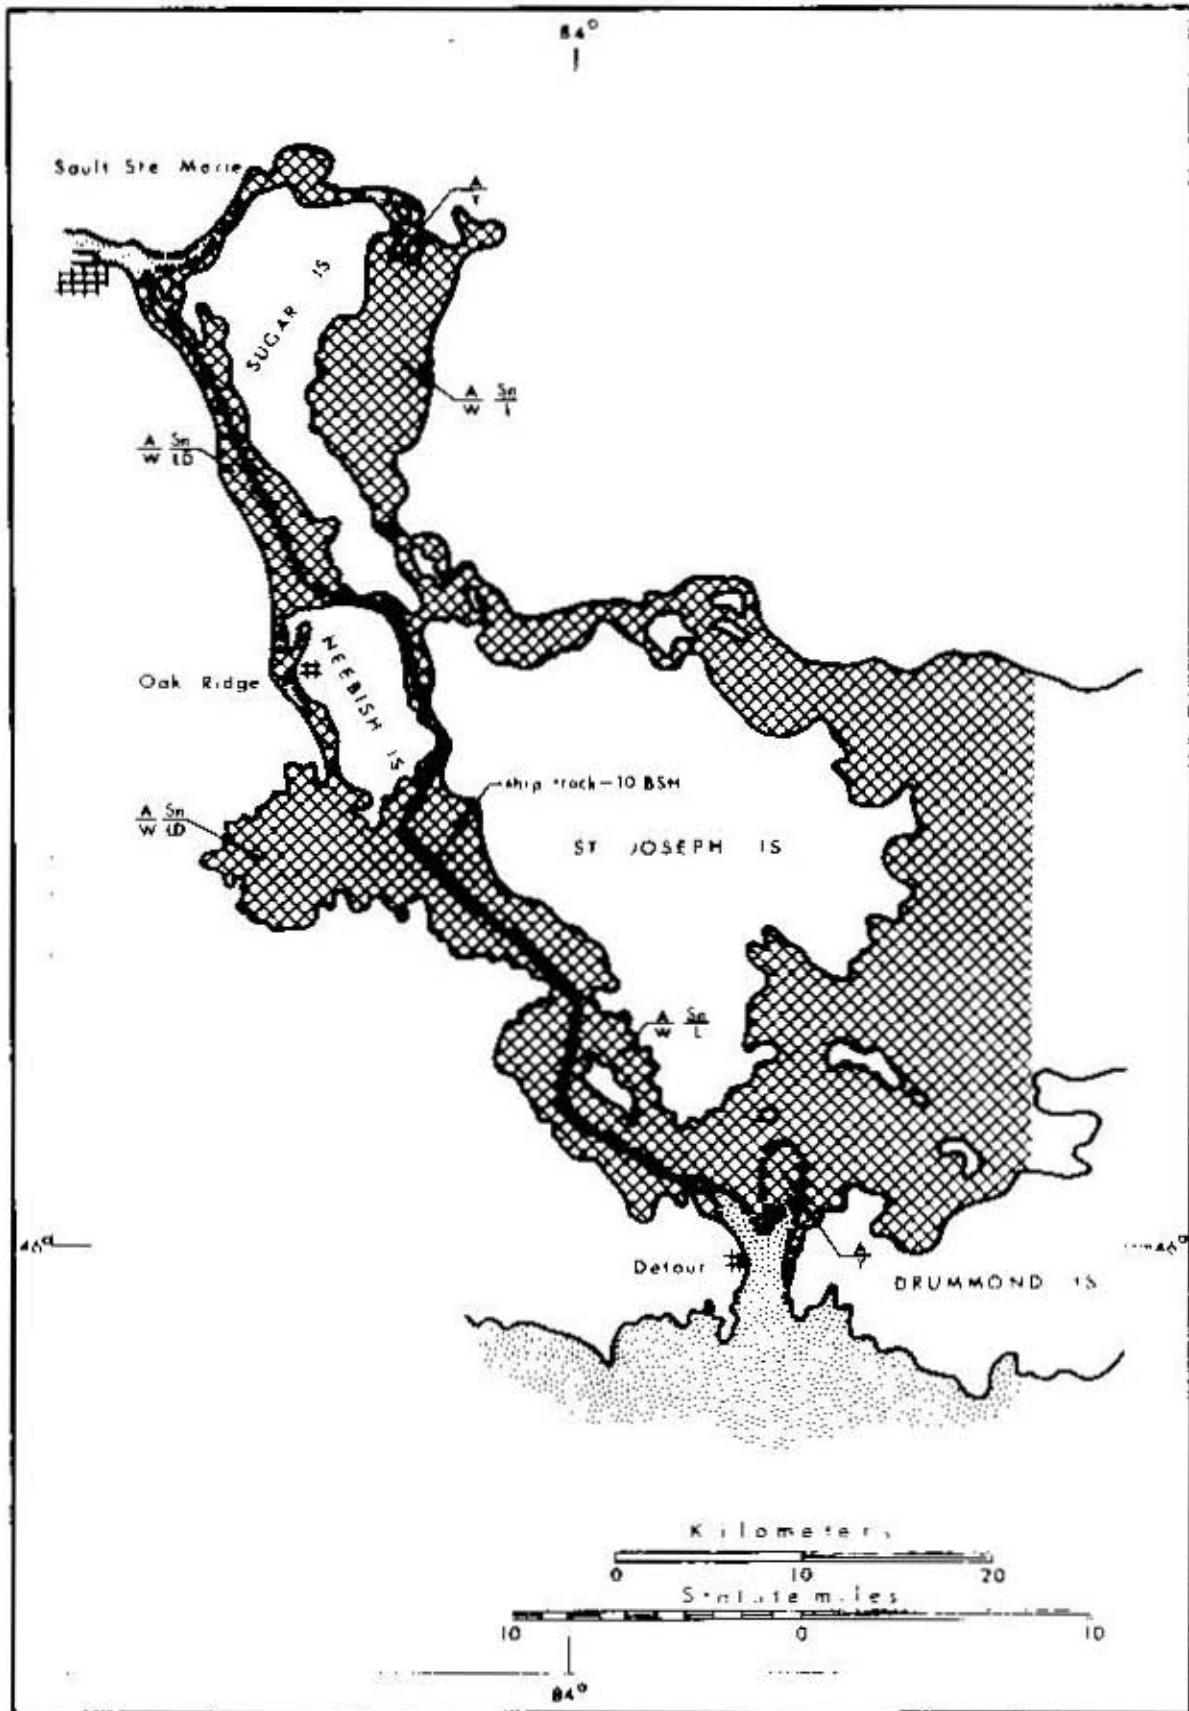 84°
Sault Ste Marie
A
Y
SUGAR IS
A Sn
W L
A Sn
W LD
Oak Ridge
NEEBISH IS
ship track-10 BSH
A Sn
W LD
ST JOSEPH IS
A Sn
W L
46°
46°
Detour
A
Y
DRUMMOND IS
Kilometers
0 10 20
Statute miles
10 0 10
84°